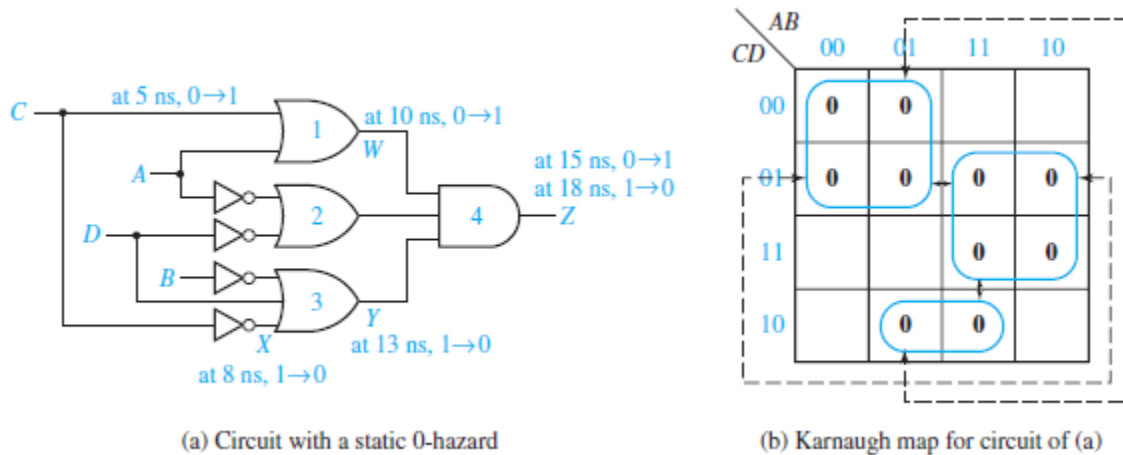 AB
CD
00 01 11 10
C
at 5 ns, 0→1
1
at 10 ns, 0→1
W
A
at 15 ns, 0→1
at 18 ns, 1→0
2
4
Z
D
B
3
X
Y
at 13 ns, 1→0
at 8 ns, 1→0
00 0 0
01 0 0 0 0
11 0 0
10 0 0
(a) Circuit with a static 0-hazard
(b) Karnaugh map for circuit of (a)